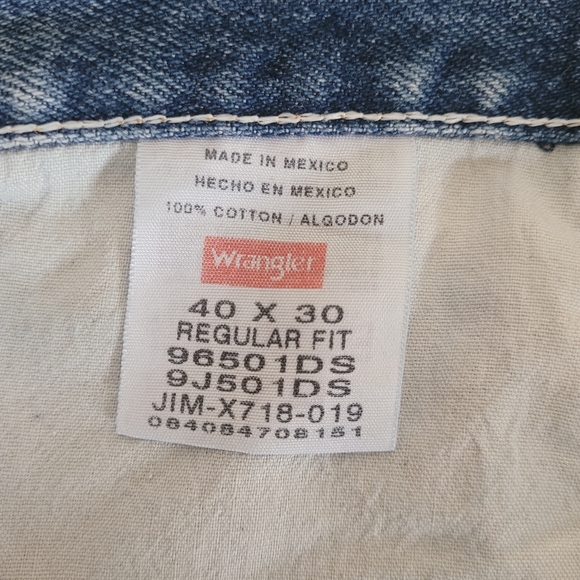 MADE IN MEXICO
HECHO EN MEXICO
100% COTTON / ALGODON
Wrangler
40 X 30
REGULAR FIT
96501DS
9J501DS
JIM-X718-019
084084708151